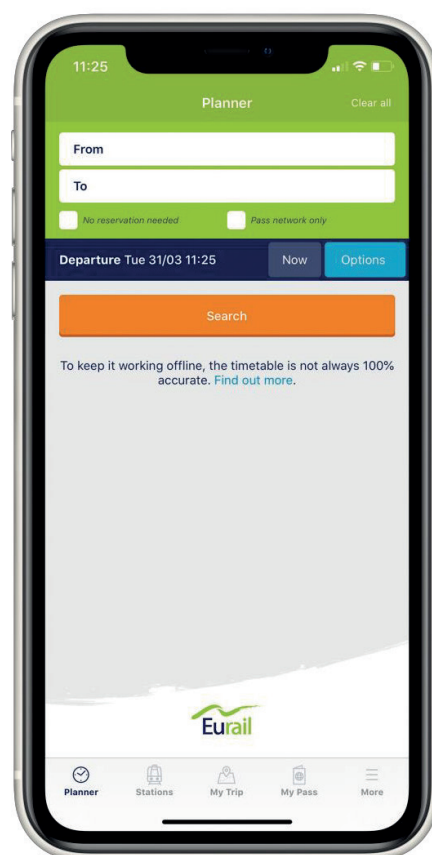 11:25
Planner
Clear all
From
To
No reservation needed
Pass network only
Departure Tue 31/03 11:25
Now
Options
Search
To keep it working offline, the timetable is not always 100%
accurate. Find out more.
Eurail
Planner
Stations
My Trip
My Pass
More